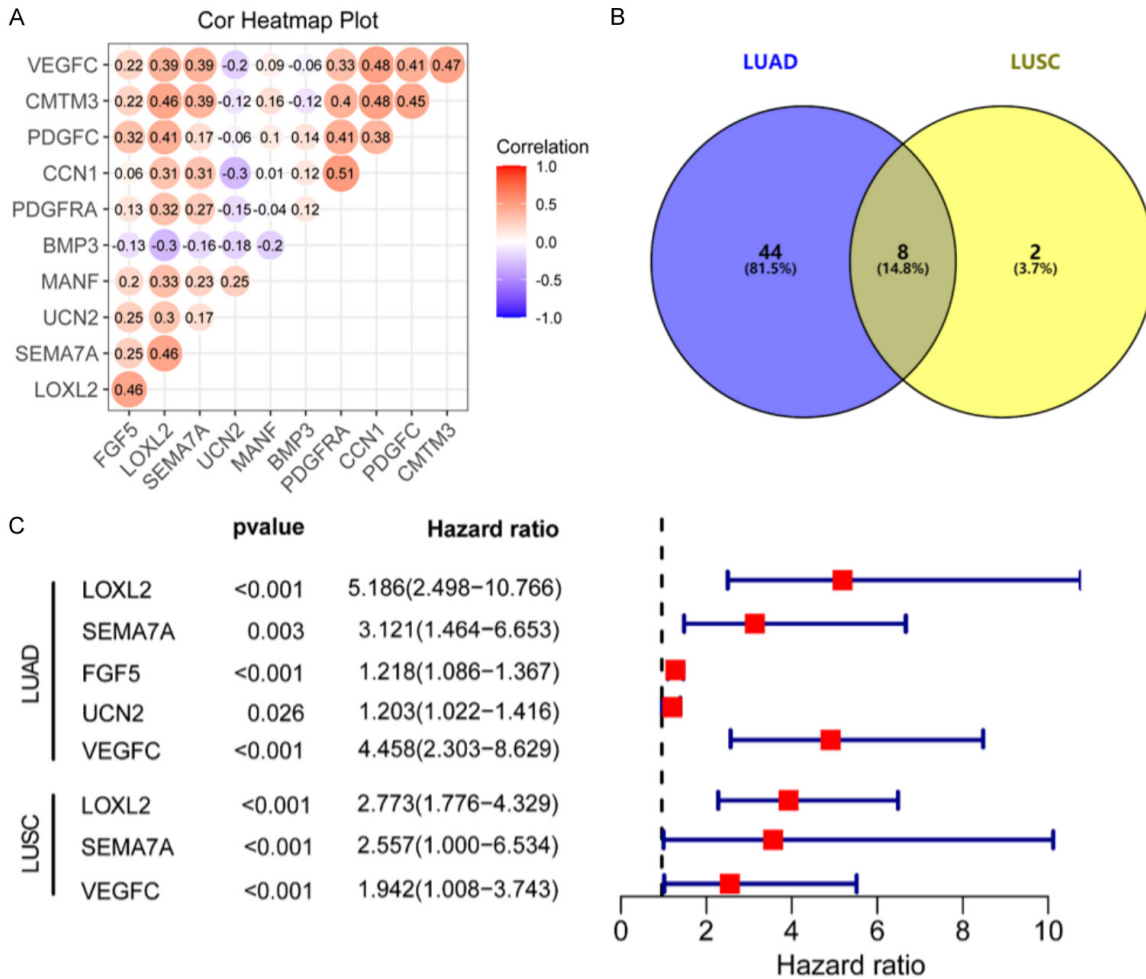 A
Cor Heatmap Plot
VEGFC 0.22 0.39 0.39 -0.2 0.09 -0.06 0.33 0.48 0.41 0.47
CMTM3 0.22 0.46 0.39 -0.12 0.16 -0.12 0.4 0.48 0.45
PDGFC 0.32 0.41 0.17 -0.06 0.1 0.14 0.41 0.38
CCN1 0.06 0.31 0.31 -0.3 0.01 0.12 0.51
PDGFRA 0.13 0.32 0.27 -0.15 -0.04 0.12
BMP3 -0.13 -0.3 -0.16 -0.18 -0.2
MANF 0.2 0.33 0.23 0.25
UCN2 0.25 0.3 0.17
SEMA7A 0.25 0.46
LOXL2 0.46
FGF5 LOXL2 SEMA7A UCN2 MANF BMP3 PDGFRA CCN1 PDGFC CMTM3
Correlation
1.0
0.5
0.0
-0.5
-1.0
B
LUAD LUSC
44 8 2
(81.5%) (14.8%) (3.7%)
C
pvalue Hazard ratio
LUAD
LOXL2 <0.001 5.186(2.498−10.766)
SEMA7A 0.003 3.121(1.464−6.653)
FGF5 <0.001 1.218(1.086−1.367)
UCN2 0.026 1.203(1.022−1.416)
VEGFC <0.001 4.458(2.303−8.629)
LUSC
LOXL2 <0.001 2.773(1.776−4.329)
SEMA7A <0.001 2.557(1.000−6.534)
VEGFC <0.001 1.942(1.008−3.743)
0 2 4 6 8 10
Hazard ratio